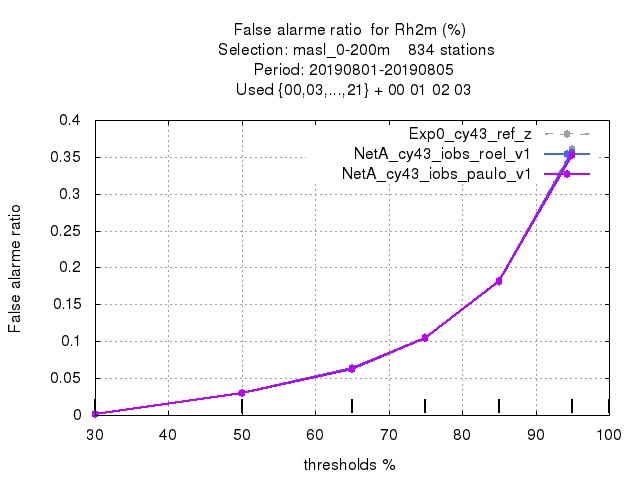 False alarme ratio  for Rh2m (%)
Selection: masl_0-200m    834 stations
Period: 20190801-20190805
Used {00,03,...,21} + 00 01 02 03
Exp0_cy43_ref_z
NetA_cy43_iobs_roel_v1
NetA_cy43_iobs_paulo_v1
False alarme ratio
0.4
0.35
0.3
0.25
0.2
0.15
0.1
0.05
0
30 40 50 60 70 80 90 100
thresholds %